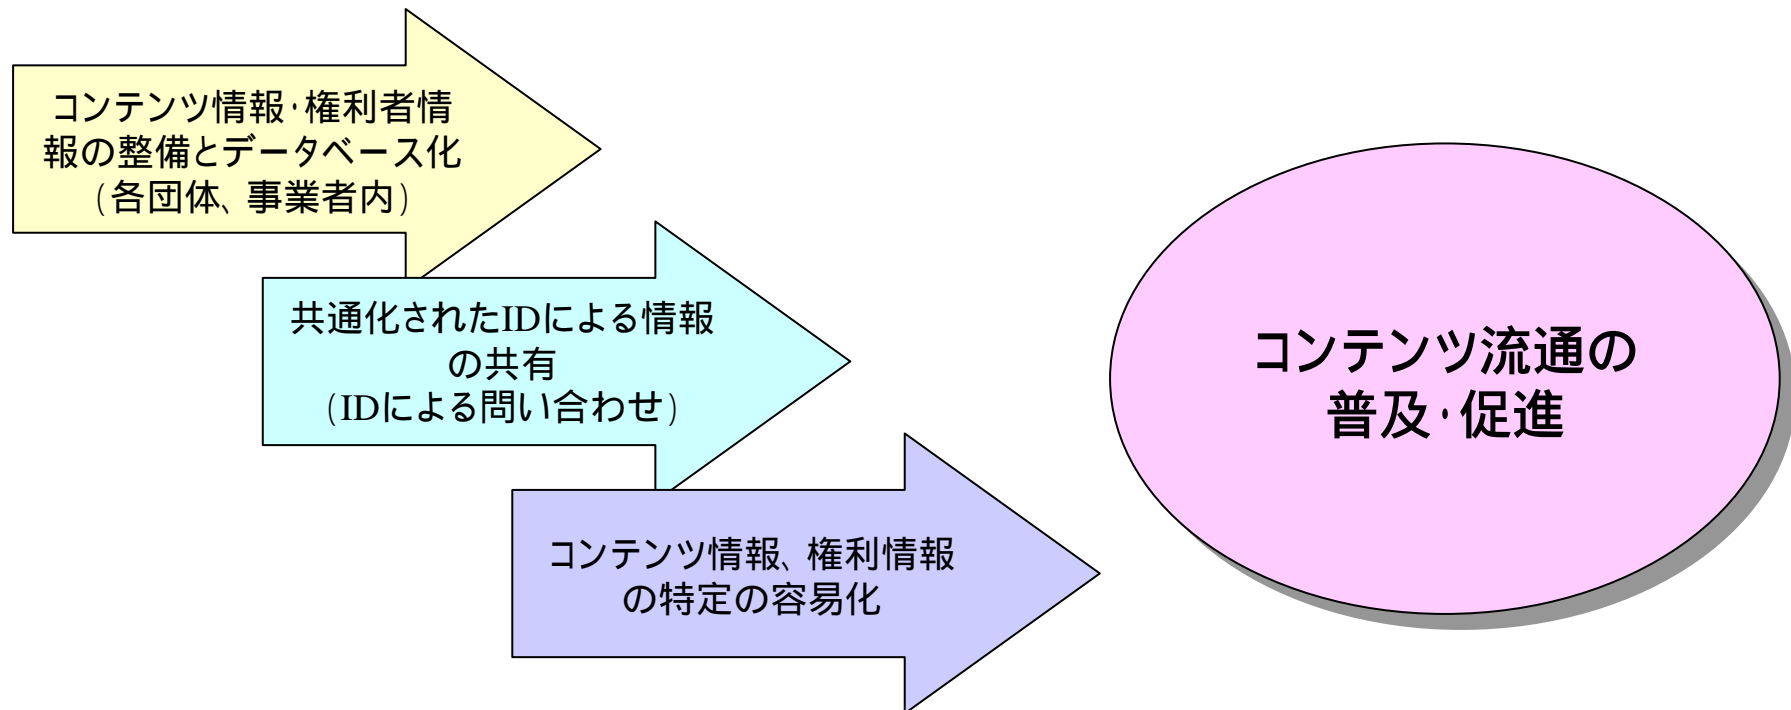 コンテンツ情報・権利者情
報の整備とデータベース化
(各団体、事業者内)
共通化されたIDによる情報
の共有
(IDによる問い合わせ)
コンテンツ情報、権利情報
の特定の容易化
コンテンツ流通の
普及・促進